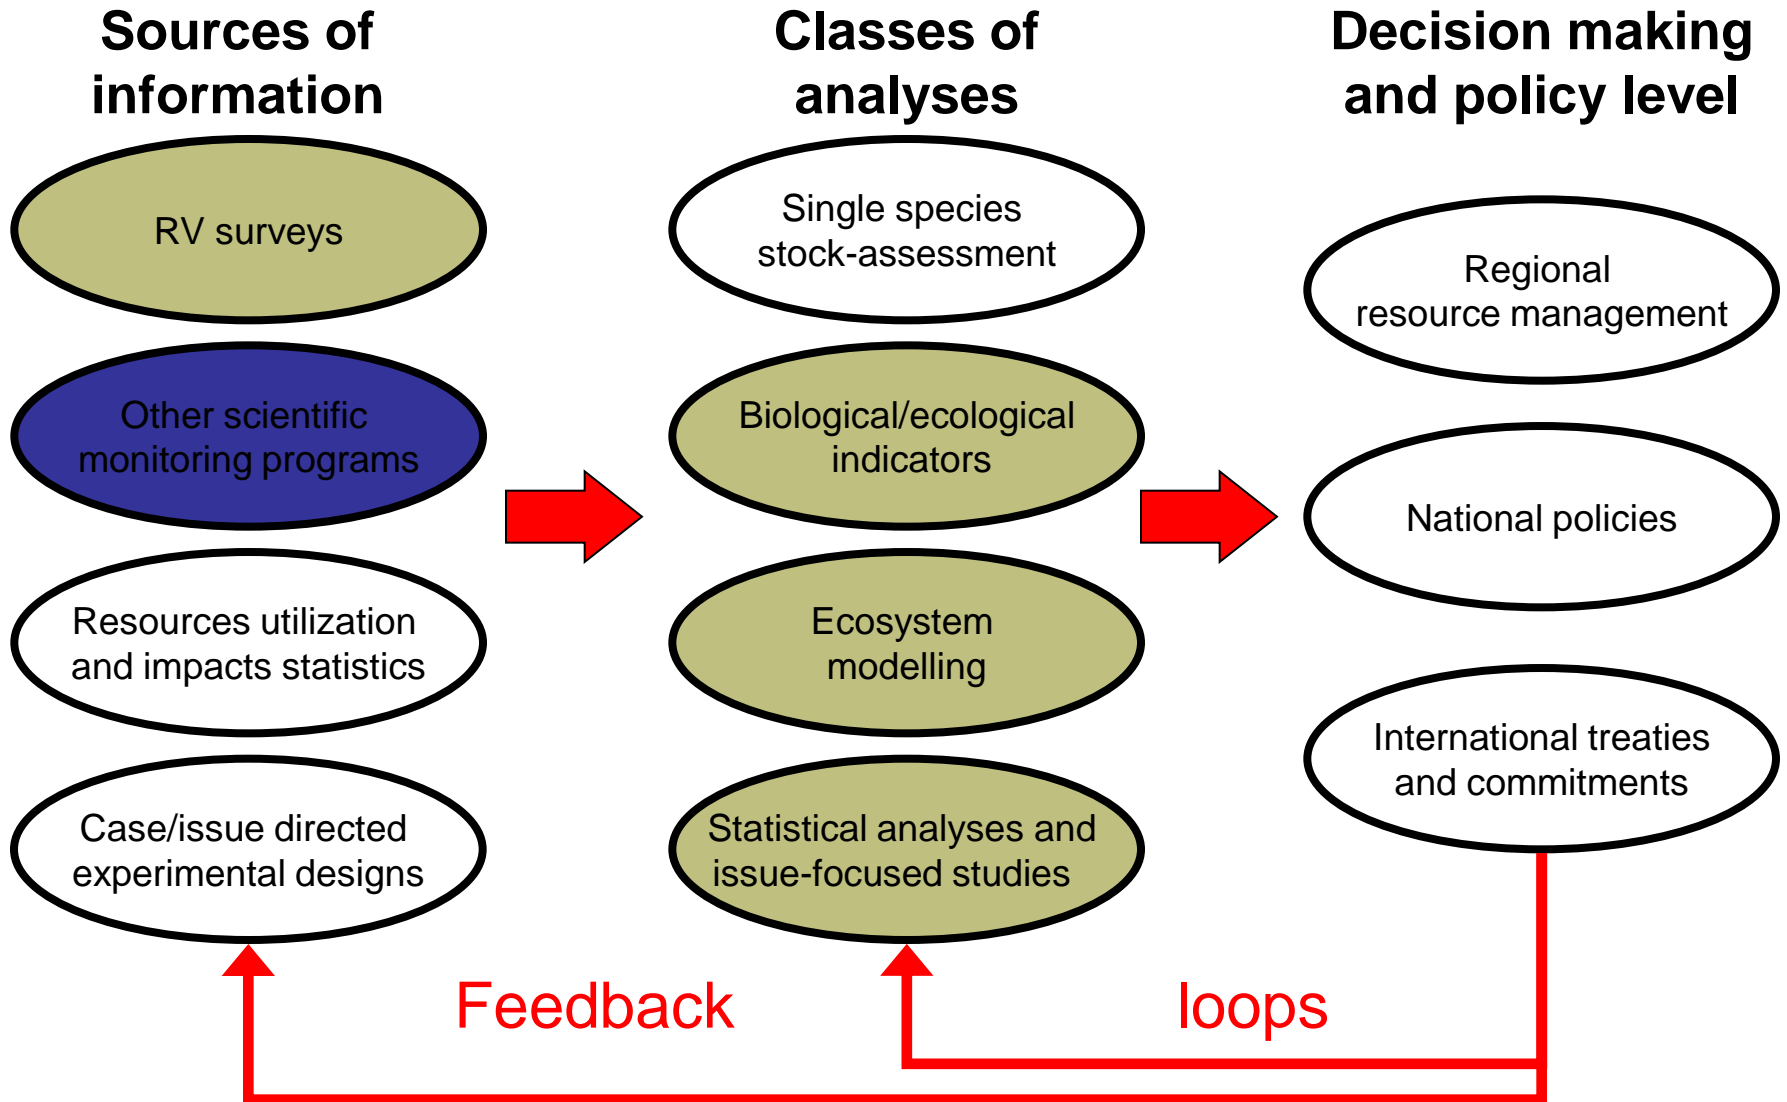 Sources of
information
RV surveys
Other scientific
monitoring programs
Resources utilization
and impacts statistics
Case/issue directed
experimental designs
Classes of
analyses
Single species
stock-assessment
Biological/ecological
indicators
Ecosystem
modelling
Statistical analyses and
issue-focused studies
Decision making
and policy level
Regional
resource management
National policies
International treaties
and commitments
Feedback loops